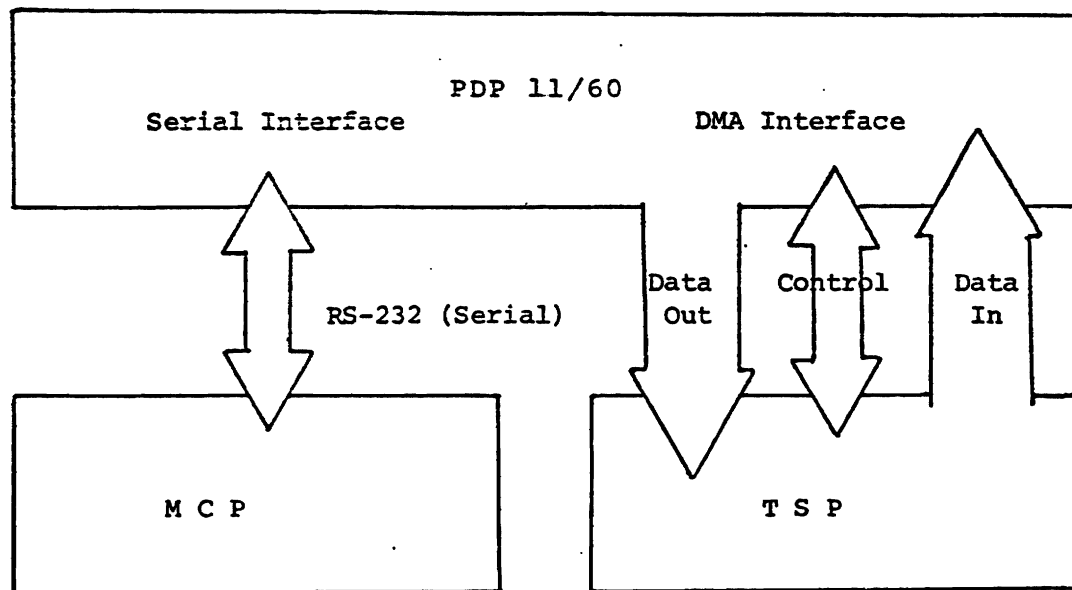 PDP 11/60
Serial Interface
DMA Interface
RS-232 (Serial)
Data
Out
Control
Data
In
M C P
T S P